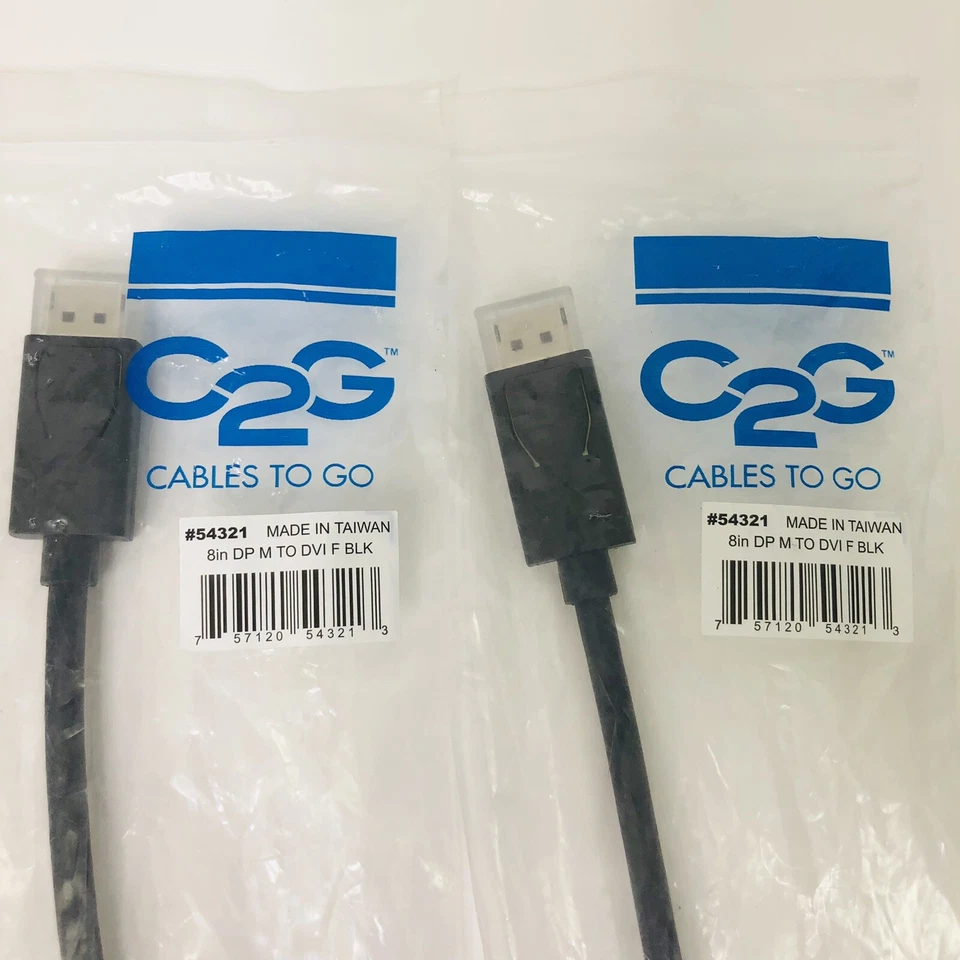 C2G™
CABLES TO GO
#54321 MADE IN TAIWAN
8in DP M TO DVI F BLK
7 57120 54321 3
C2G™
CABLES TO GO
#54321 MADE IN TAIWAN
8in DP M TO DVI F BLK
7 57120 54321 3